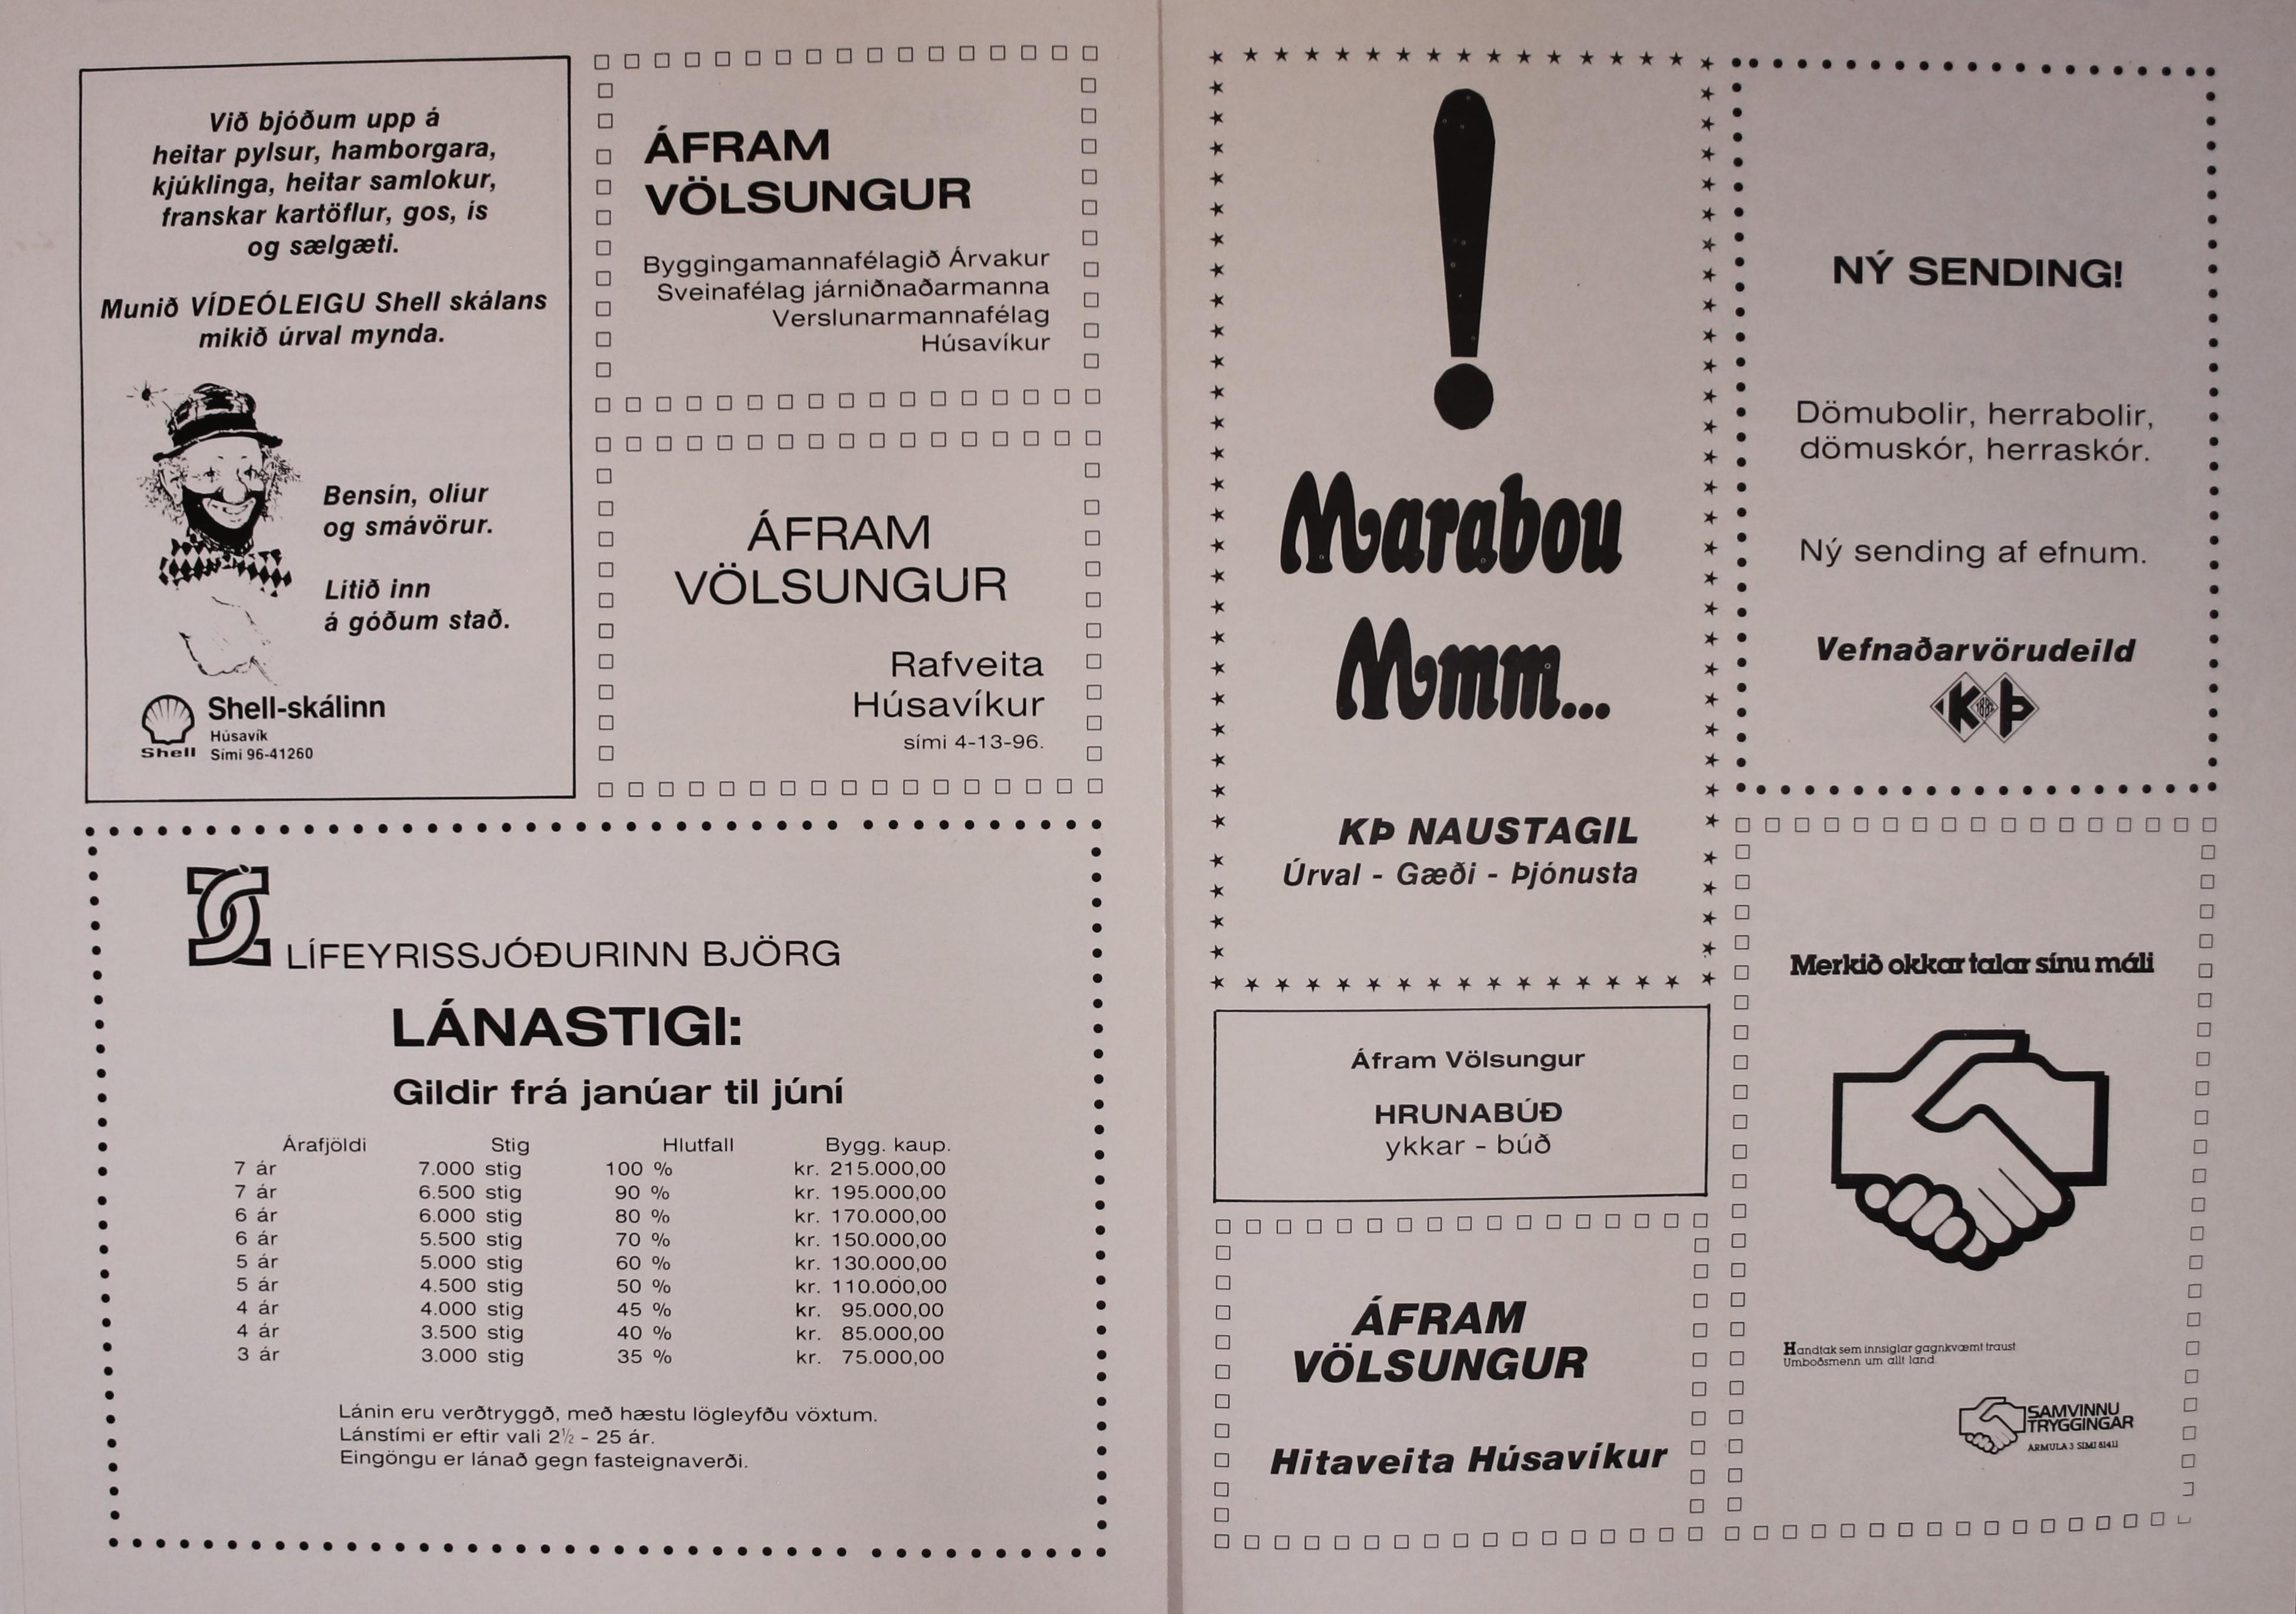 Við bjóðum upp á
heitar pylsur, hamborgara,
kjúklinga, heitar samlokur,
franskar kartöflur, gos, ís
og sælgæti.
Munið VÍDEÓLEIGU Shell skálans
mikið úrval mynda.
Bensín, olíur
og smávörur.
Lítið inn
á góðum stað.
Shell
Shell-skálinn
Húsavík
Sími 96-41260
ÁFRAM
VÖLSUNGUR
Byggingamannafélagið Árvakur
Sveinafélag járniðnaðarmanna
Verslunarmannafélag
Húsavíkur
ÁFRAM
VÖLSUNGUR
Rafveita
Húsavíkur
sími 4-13-96.
LÍFEYRISSJÓÐURINN BJÖRG
LÁNASTIGI:
Gildir frá janúar til júní
Árafjöldi Stig Hlutfall Bygg. kaup.
7 ár 7.000 stig 100 % kr. 215.000,00
7 ár 6.500 stig 90 % kr. 195.000,00
6 ár 6.000 stig 80 % kr. 170.000,00
6 ár 5.500 stig 70 % kr. 150.000,00
5 ár 5.000 stig 60 % kr. 130.000,00
5 ár 4.500 stig 50 % kr. 110.000,00
4 ár 4.000 stig 45 % kr. 95.000,00
4 ár 3.500 stig 40 % kr. 85.000,00
3 ár 3.000 stig 35 % kr. 75.000,00
Lánin eru verðtryggð, með hæstu lögleyfðu vöxtum.
Lánstími er eftir vali 2½ - 25 ár.
Eingöngu er lánað gegn fasteignaverði.
!
Marabou
Mmm...
KÞ NAUSTAGIL
Úrval - Gæði - Þjónusta
Áfram Völsungur
HRUNABÚÐ
ykkar - búð
ÁFRAM
VÖLSUNGUR
Hitaveita Húsavíkur
NÝ SENDING!
Dömubolir, herrabolir,
dömuskór, herraskór.
Ný sending af efnum.
Vefnaðarvörudeild
K 1882 Þ
Merkið okkar talar sínu máli
Handtak sem innsiglar gagnkvæmt traust
Umboðsmenn um allt land.
SAMVINNU
TRYGGINGAR
ÁRMÚLA 3 SÍMI 81411